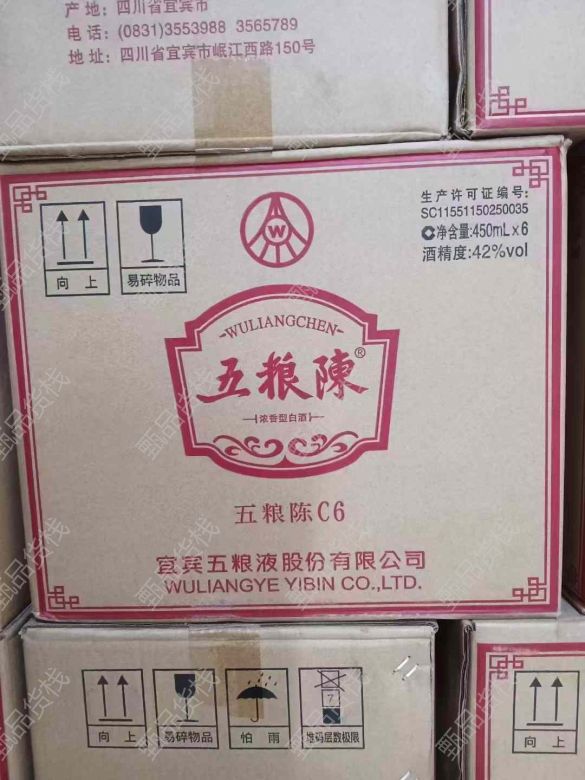 产地：四川省宜宾市
电话：(0831)3553988 3565789
地址：四川省宜宾市岷江西路150号
向上
易碎物品
W
生产许可证编号:
SC11551150250035
净含量:450mL×6
酒精度:42%vol
WULIANGCHEN
五粮陳®
浓香型白酒
五粮陈C6
宜宾五粮液股份有限公司
WULIANGYE YIBIN CO.,LTD.
向上
易碎物品
怕雨
7
堆码层数极限
向上
甄品货栈